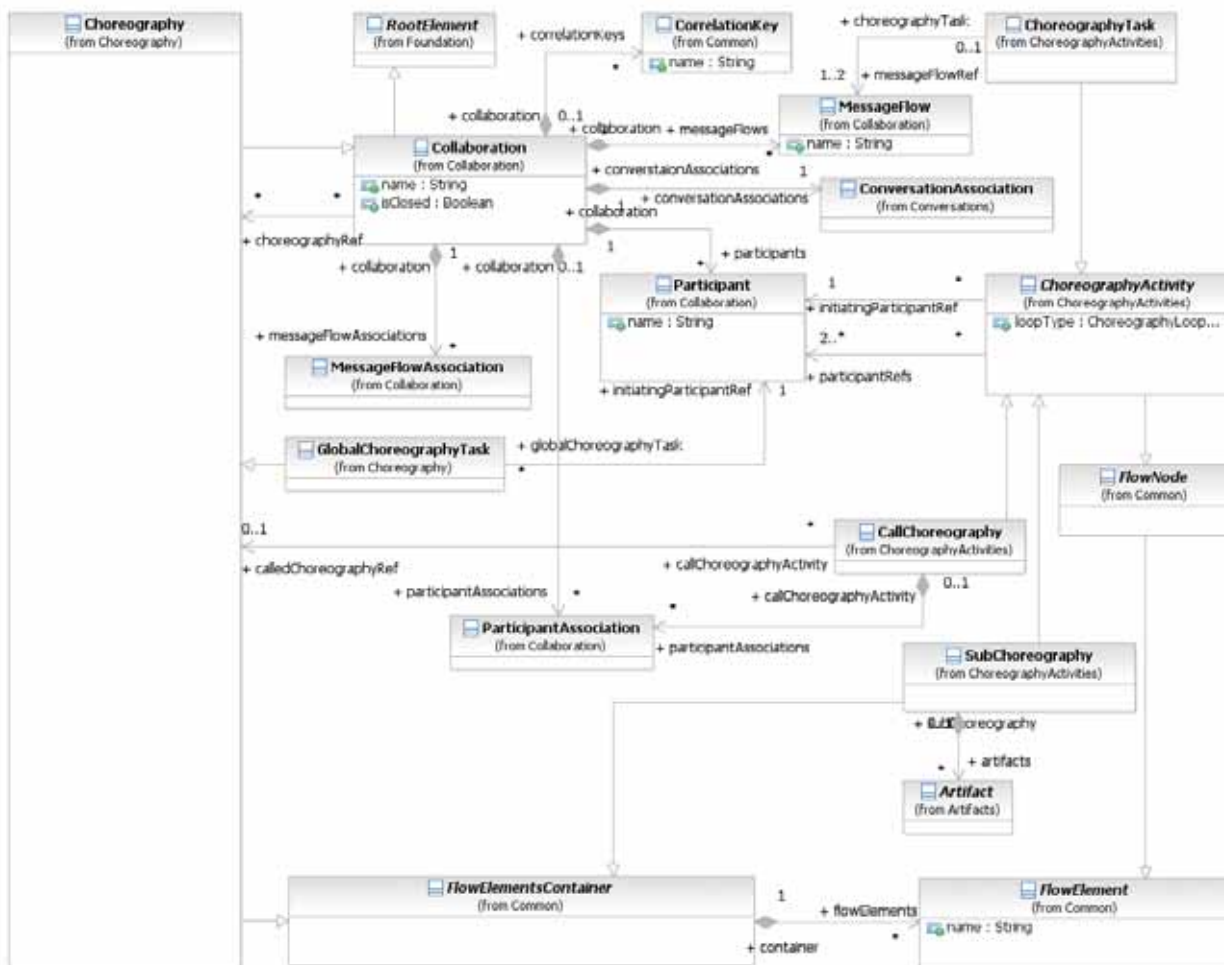 Choreography
(from Choreography)
RootElement
(from Foundation)
+ correlationKeys
*
CorrelationKey
(from Common)
name : String
+ choreographyTask
0..1
ChoreographyTask
(from ChoreographyActivities)
1..2
+ messageFlowRef
MessageFlow
(from Collaboration)
name : String
+ collaboration
0..1
+ collaboration
+ messageFlows
*
Collaboration
(from Collaboration)
name : String
isClosed : Boolean
+ converstaionAssociations
1
+ conversationAssociations
ConversationAssociation
(from Conversations)
1
+ collaboration
*
*
+ choreographyRef
1
+ collaboration
+ collaboration
0..1
1
+ participants
*
Participant
(from Collaboration)
name : String
1
*
+ initiatingParticipantRef
2..*
*
+ participantRefs
ChoreographyActivity
(from ChoreographyActivities)
loopType : ChoreographyLoop...
+ messageFlowAssociations
*
MessageFlowAssociation
(from Collaboration)
+ initiatingParticipantRef
1
GlobalChoreographyTask
(from Choreography)
+ globalChoreographyTask
*
FlowNode
(from Common)
0..1
*
+ calledChoreographyRef
CallChoreography
(from ChoreographyActivities)
+ callChoreographyActivity
0..1
+ callChoreographyActivity
+ participantAssociations
*
*
ParticipantAssociation
(from Collaboration)
+ participantAssociations
SubChoreography
(from ChoreographyActivities)
+ artifacts
*
Artifact
(from Artifacts)
FlowElementsContainer
(from Common)
1
+ flowElements
*
+ container
FlowElement
(from Common)
name : String